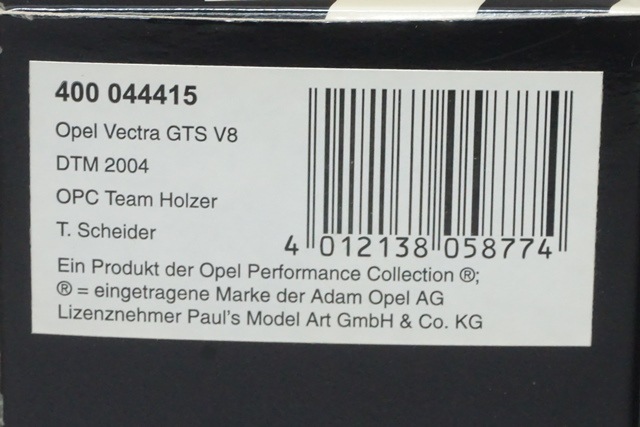 400 044415
Opel Vectra GTS V8
DTM 2004
OPC Team Holzer
T. Scheider
4 012138 058774
Ein Produkt der Opel Performance Collection ®;
® = eingetragene Marke der Adam Opel AG
Lizenznehmer Paul's Model Art GmbH & Co. KG